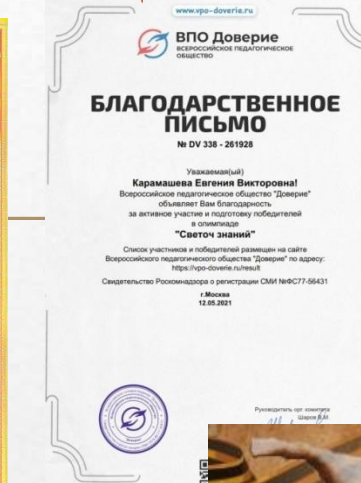 www.vpo-doverie.ru
ВПО Доверие
ВСЕРОССИЙСКОЕ ПЕДАГОГИЧЕСКОЕ
ОБЩЕСТВО
БЛАГОДАРСТВЕННОЕ
ПИСЬМО
№ DV 338 - 261928
Уважаемая(ый)
Карамашева Евгения Викторовна!
Всероссийское педагогическое общество "Доверие"
объявляет Вам благодарность
за активное участие и подготовку победителей
в олимпиаде
"Светоч знаний"
Список участников и победителей размещен на сайте
Всероссийского педагогического общества "Доверие" по адресу:
https://vpo-doverie.ru/result
Свидетельство Роскомнадзора о регистрации СМИ №ФС77-56431
г.Москва
12.05.2021
Руководитель орг. комитета
Шаров